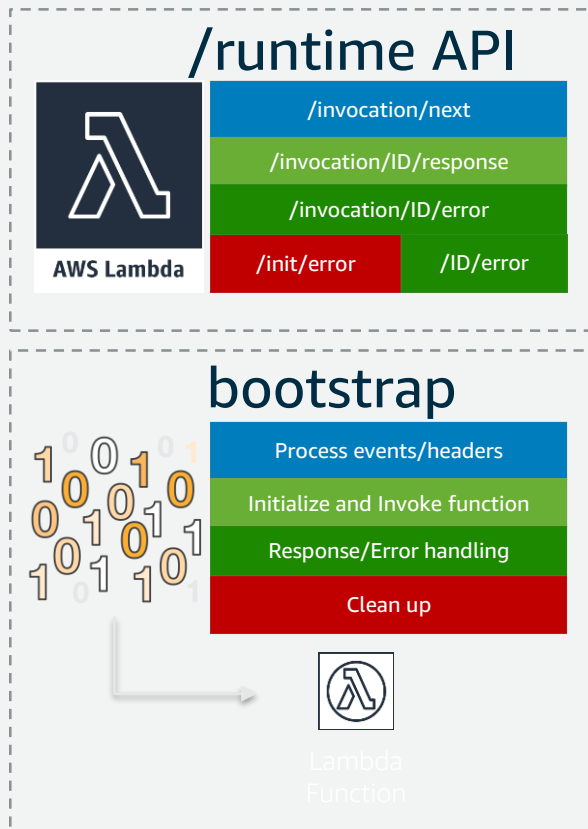 /runtime API
/invocation/next
/invocation/ID/response
/invocation/ID/error
AWS Lambda
/init/error
/ID/error
bootstrap
Process events/headers
Initialize and Invoke function
Response/Error handling
Clean up
Lambda
Function